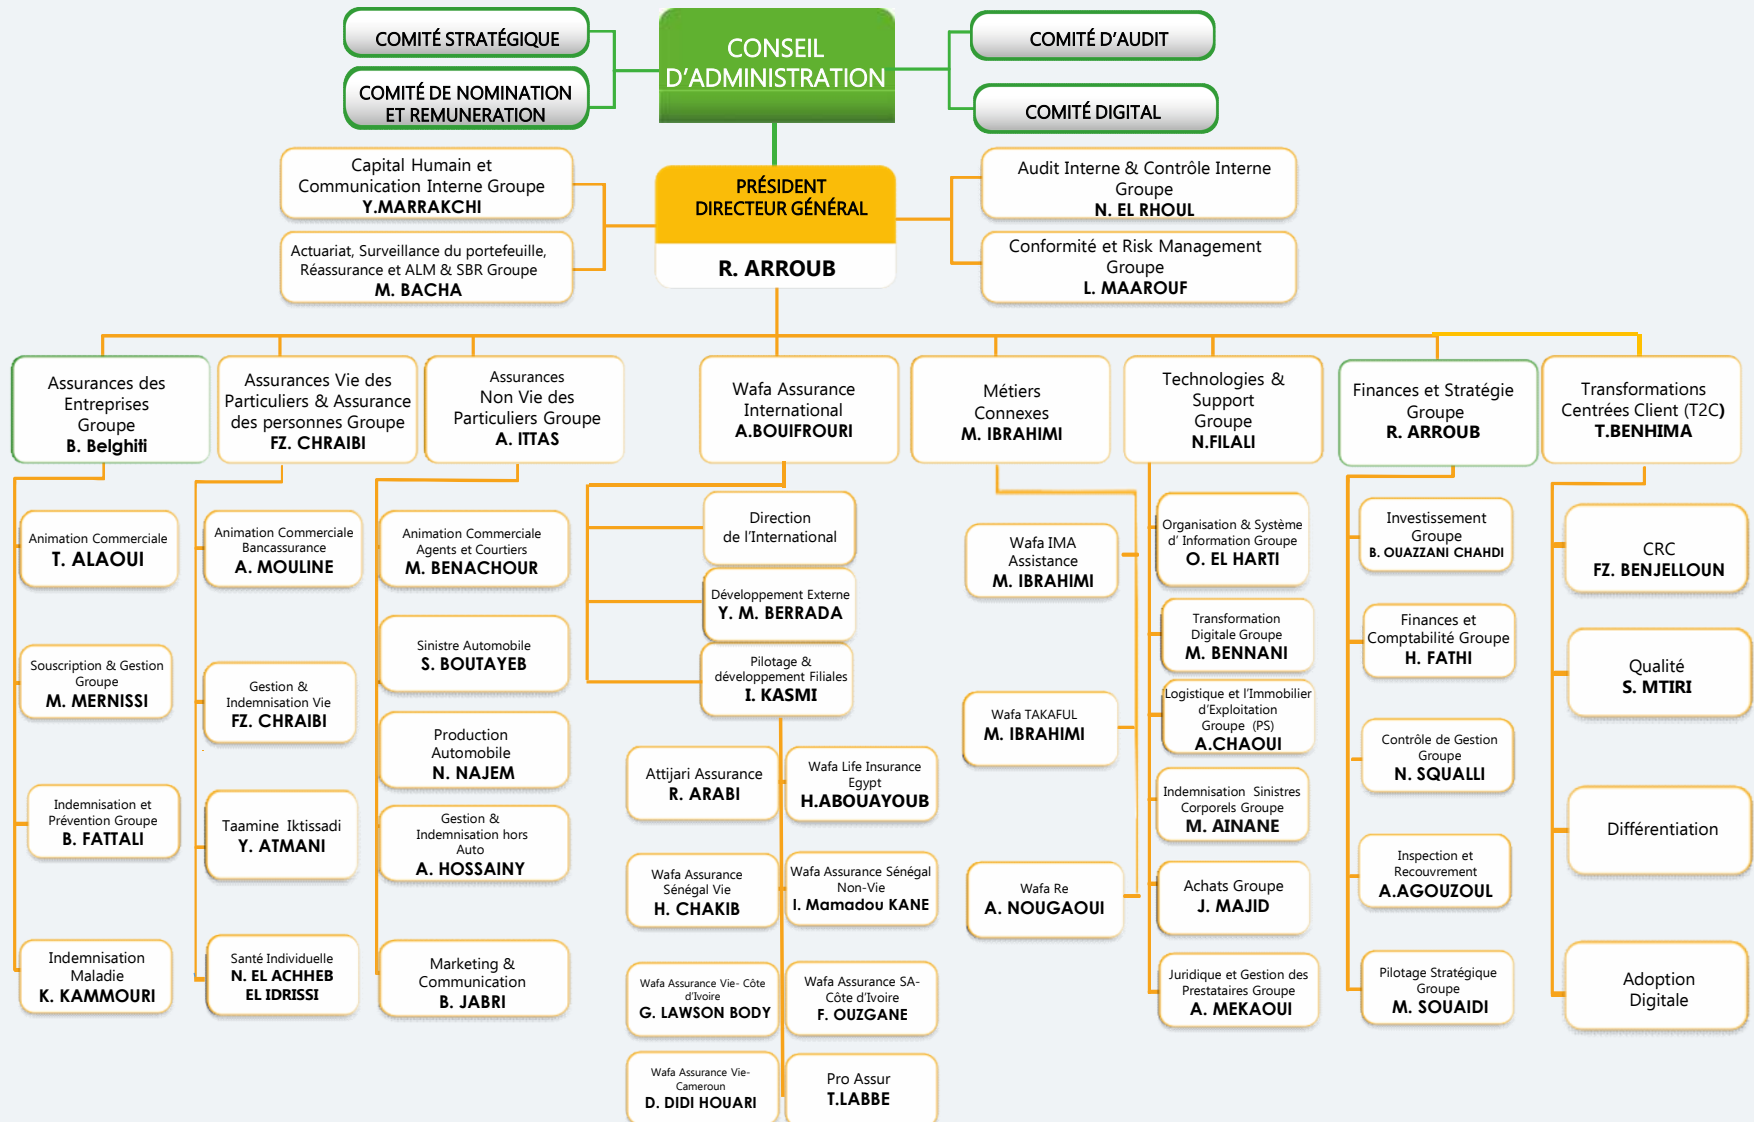 COMITÉ STRATÉGIQUE
COMITÉ DE NOMINATION
ET REMUNERATION
CONSEIL
D'ADMINISTRATION
COMITÉ D'AUDIT
COMITÉ DIGITAL
Capital Humain et
Communication Interne Groupe
Y.MARRAKCHI
Actuariat, Surveillance du portefeuille,
Réassurance et ALM & SBR Groupe
M. BACHA
PRÉSIDENT
DIRECTEUR GÉNÉRAL
R. ARROUB
Audit Interne & Contrôle Interne
Groupe
N. EL RHOUL
Conformité et Risk Management
Groupe
L. MAAROUF
Assurances des
Entreprises
Groupe
B. Belghiti
Assurances Vie des
Particuliers & Assurance
des personnes Groupe
FZ. CHRAIBI
Assurances
Non Vie des
Particuliers Groupe
A. ITTAS
Wafa Assurance
International
A.BOUIFROURI
Métiers
Connexes
M. IBRAHIMI
Technologies &
Support
Groupe
N.FILALI
Finances et Stratégie
Groupe
R. ARROUB
Transformations
Centrées Client (T2C)
T.BENHIMA
Animation Commerciale
T. ALAOUI
Souscription & Gestion
Groupe
M. MERNISSI
Indemnisation et
Prévention Groupe
B. FATTALI
Indemnisation
Maladie
K. KAMMOURI
Animation Commerciale
Bancassurance
A. MOULINE
Gestion &
Indemnisation Vie
FZ. CHRAIBI
Taamine Iktissadi
Y. ATMANI
Santé Individuelle
N. EL ACHHEB
EL IDRISSI
Animation Commerciale
Agents et Courtiers
M. BENACHOUR
Sinistre Automobile
S. BOUTAYEB
Production
Automobile
N. NAJEM
Gestion &
Indemnisation hors
Auto
A. HOSSAINY
Marketing &
Communication
B. JABRI
Direction
de l'International
Développement Externe
Y. M. BERRADA
Pilotage &
développement Filiales
I. KASMI
Attijari Assurance
R. ARABI
Wafa Life Insurance
Egypt
H.ABOUAYOUB
Wafa Assurance
Sénégal Vie
H. CHAKIB
Wafa Assurance Sénégal
Non-Vie
I. Mamadou KANE
Wafa Assurance Vie- Côte
d'Ivoire
G. LAWSON BODY
Wafa Assurance SA-
Côte d'Ivoire
F. OUZGANE
Wafa Assurance Vie-
Cameroun
D. DIDI HOUARI
Pro Assur
T.LABBE
Wafa IMA
Assistance
M. IBRAHIMI
Wafa TAKAFUL
M. IBRAHIMI
Wafa Re
A. NOUGAOUI
Organisation & Système
d' Information Groupe
O. EL HARTI
Transformation
Digitale Groupe
M. BENNANI
Logistique et l'Immobilier
d'Exploitation
Groupe (PS)
A.CHAOUI
Indemnisation Sinistres
Corporels Groupe
M. AINANE
Achats Groupe
J. MAJID
Juridique et Gestion des
Prestataires Groupe
A. MEKAOUI
Investissement
Groupe
B. OUAZZANI CHAHDI
Finances et
Comptabilité Groupe
H. FATHI
Contrôle de Gestion
Groupe
N. SQUALLI
Inspection et
Recouvrement
A.AGOUZOUL
Pilotage Stratégique
Groupe
M. SOUAIDI
CRC
FZ. BENJELLOUN
Qualité
S. MTIRI
Différentiation
Adoption
Digitale